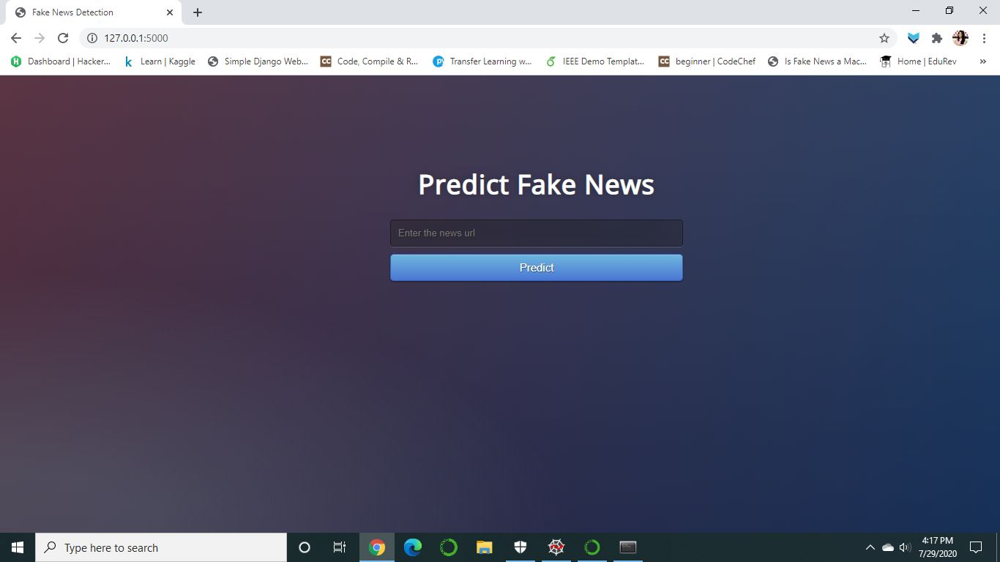 Fake News Detection
127.0.0.1:5000
Dashboard | Hacker...
Learn | Kaggle
Simple Django Web...
CC
Code, Compile & R...
Transfer Learning w...
IEEE Demo Templat...
CC
beginner | CodeChef
Is Fake News a Mac...
Home | EduRev
Predict Fake News
Enter the news url
Predict
Type here to search
4:17 PM
7/29/2020